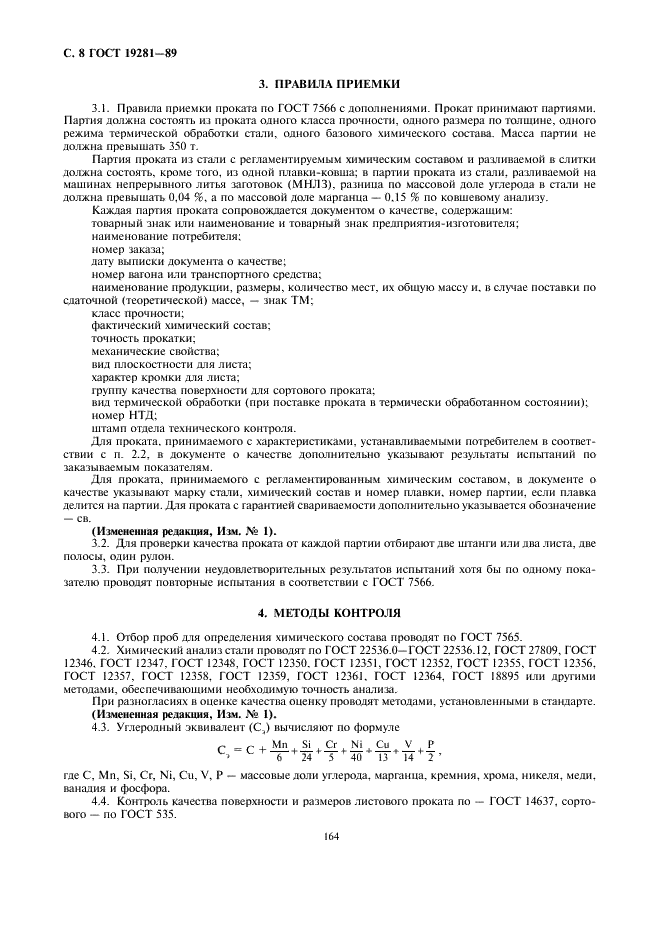 С. 8 ГОСТ 19281—89
3. ПРАВИЛА ПРИЕМКИ
3.1. Правила приемки проката по ГОСТ 7566 с дополнениями. Прокат принимают партиями.
Партия должна состоять из проката одного класса прочности, одного размера по толщине, одного
режима термической обработки стали, одного базового химического состава. Масса партии не
должна превышать 350 т.
Партия проката из стали с регламентируемым химическим составом и разливаемой в слитки
должна состоять, кроме того, из одной плавки-ковша; в партии проката из стали, разливаемой на
машинах непрерывного литья заготовок (МНЛЗ), разница по массовой доле углерода в стали не
должна превышать 0,04 %, а по массовой доле марганца — 0,15 % по ковшевому анализу.
Каждая партия проката сопровождается документом о качестве, содержащим:
товарный знак или наименование и товарный знак предприятия-изготовителя;
наименование потребителя;
номер заказа;
дату выписки документа о качестве;
номер вагона или транспортного средства;
наименование продукции, размеры, количество мест, их общую массу и, в случае поставки по
сдаточной (теоретической) массе, — знак ТМ;
класс прочности;
фактический химический состав;
точность прокатки;
механические свойства;
вид плоскостности для листа;
характер кромки для листа;
группу качества поверхности для сортового проката;
вид термической обработки (при поставке проката в термически обработанном состоянии);
номер НТД;
штамп отдела технического контроля.
Для проката, принимаемого с характеристиками, устанавливаемыми потребителем в соответ-
ствии с п. 2.2, в документе о качестве дополнительно указывают результаты испытаний по
заказываемым показателям.
Для проката, принимаемого с регламентированным химическим составом, в документе о
качестве указывают марку стали, химический состав и номер плавки, номер партии, если плавка
делится на партии. Для проката с гарантией свариваемости дополнительно указывается обозначение
— св.
(Измененная редакция, Изм. № 1).
3.2. Для проверки качества проката от каждой партии отбирают две штанги или два листа, две
полосы, один рулон.
3.3. При получении неудовлетворительных результатов испытаний хотя бы по одному пока-
зателю проводят повторные испытания в соответствии с ГОСТ 7566.
4. МЕТОДЫ КОНТРОЛЯ
4.1. Отбор проб для определения химического состава проводят по ГОСТ 7565.
4.2. Химический анализ стали проводят по ГОСТ 22536.0—ГОСТ 22536.12, ГОСТ 27809, ГОСТ
12346, ГОСТ 12347, ГОСТ 12348, ГОСТ 12350, ГОСТ 12351, ГОСТ 12352, ГОСТ 12355, ГОСТ 12356,
ГОСТ 12357, ГОСТ 12358, ГОСТ 12359, ГОСТ 12361, ГОСТ 12364, ГОСТ 18895 или другими
методами, обеспечивающими необходимую точность анализа.
При разногласиях в оценке качества оценку проводят методами, установленными в стандарте.
(Измененная редакция, Изм. № 1).
4.3. Углеродный эквивалент (Сэ) вычисляют по формуле
Сэ = C + Mn/6 + Si/24 + Cr/5 + Ni/40 + Cu/13 + V/14 + P/2 ,
где C, Mn, Si, Cr, Ni, Cu, V, P — массовые доли углерода, марганца, кремния, хрома, никеля, меди,
ванадия и фосфора.
4.4. Контроль качества поверхности и размеров листового проката по — ГОСТ 14637, сорто-
вого — по ГОСТ 535.
164